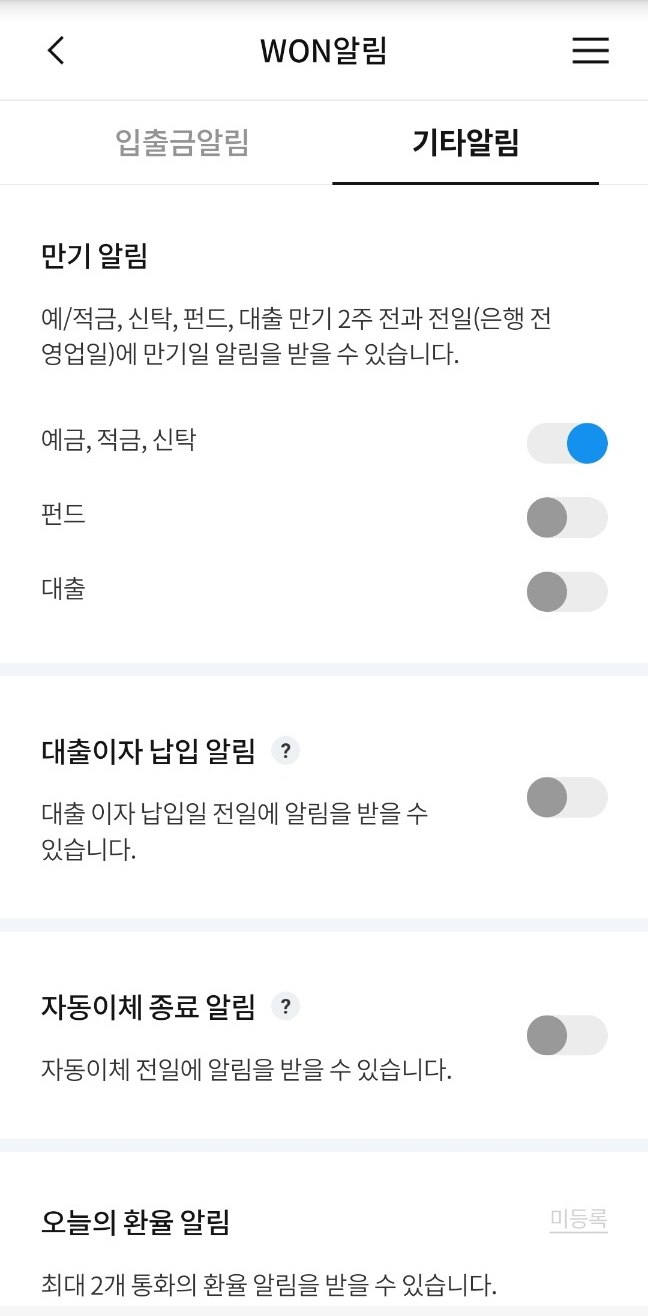 WON알림
입출금알림
기타알림
만기 알림
예/적금, 신탁, 펀드, 대출 만기 2주 전과 전일(은행 전
영업일)에 만기일 알림을 받을 수 있습니다.
예금, 적금, 신탁
펀드
대출
대출이자 납입 알림 ?
대출 이자 납입일 전일에 알림을 받을 수
있습니다.
자동이체 종료 알림 ?
자동이체 전일에 알림을 받을 수 있습니다.
오늘의 환율 알림
미등록
최대 2개 통화의 환율 알림을 받을 수 있습니다.